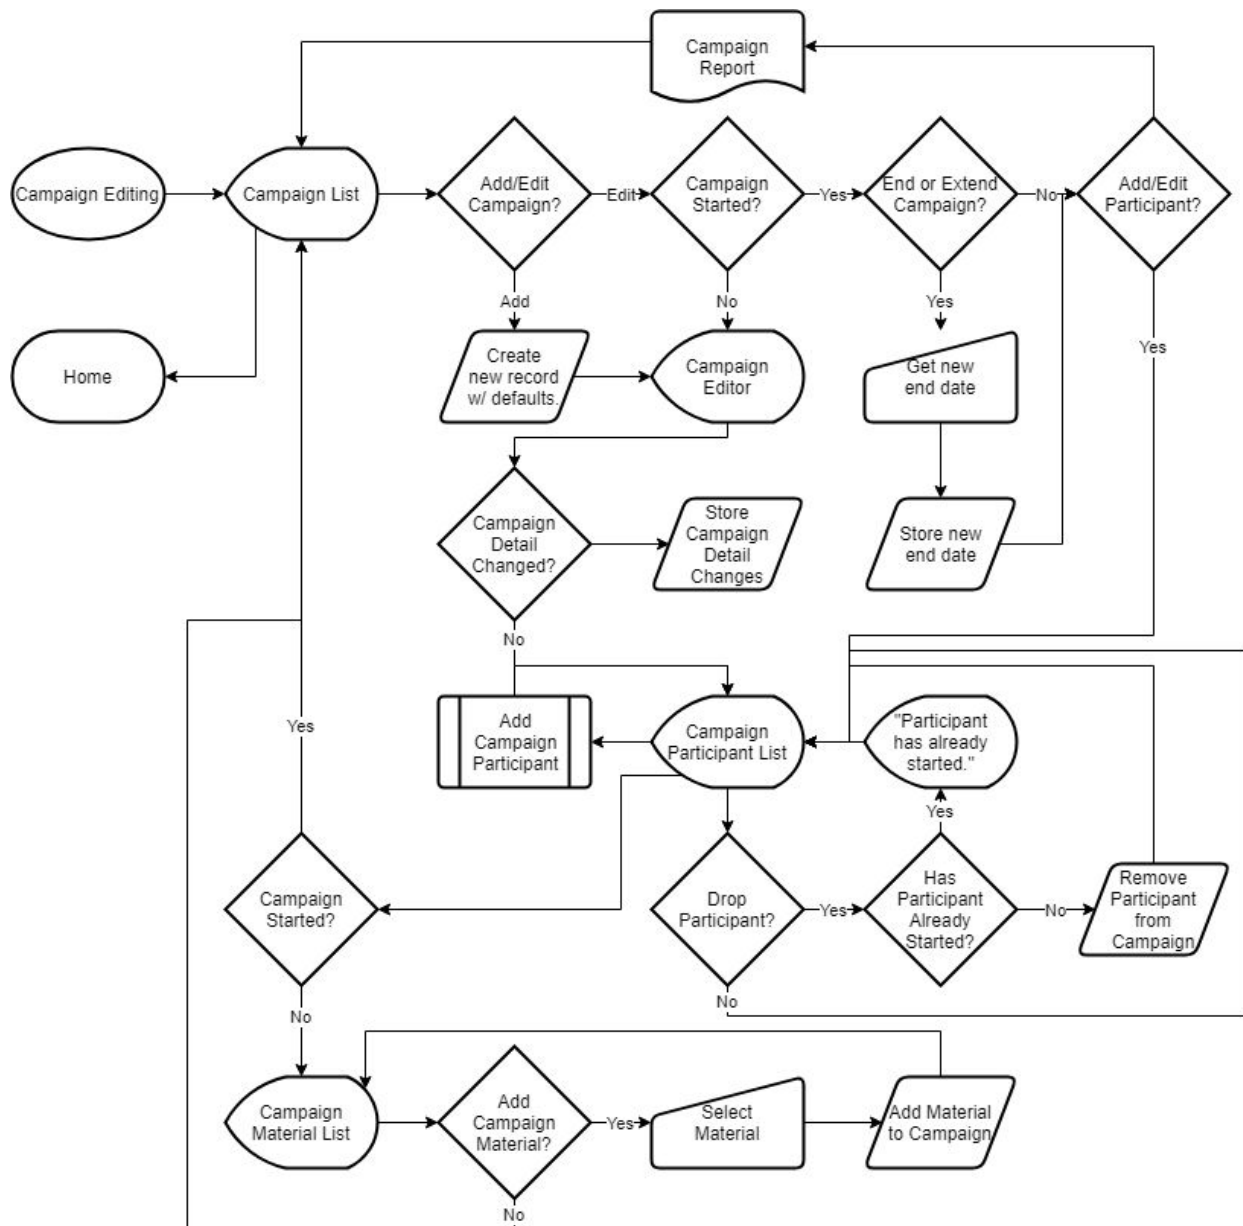 Campaign
Report
Campaign Editing
Campaign List
Add/Edit
Campaign?
Edit
Campaign
Started?
Yes
End or Extend
Campaign?
No
Add/Edit
Participant?
Add
No
Yes
Yes
Home
Create
new record
w/ defaults.
Campaign
Editor
Get new
end date
Campaign
Detail
Changed?
Store
Campaign
Detail
Changes
Store new
end date
No
Yes
Add
Campaign
Participant
Campaign
Participant List
"Participant
has already
started."
Yes
Campaign
Started?
Drop
Participant?
Yes
Has
Participant
Already
Started?
No
Remove
Participant
from
Campaign
No
No
Campaign
Material List
Add
Campaign
Material?
Yes
Select
Material
Add Material
to Campaign
No